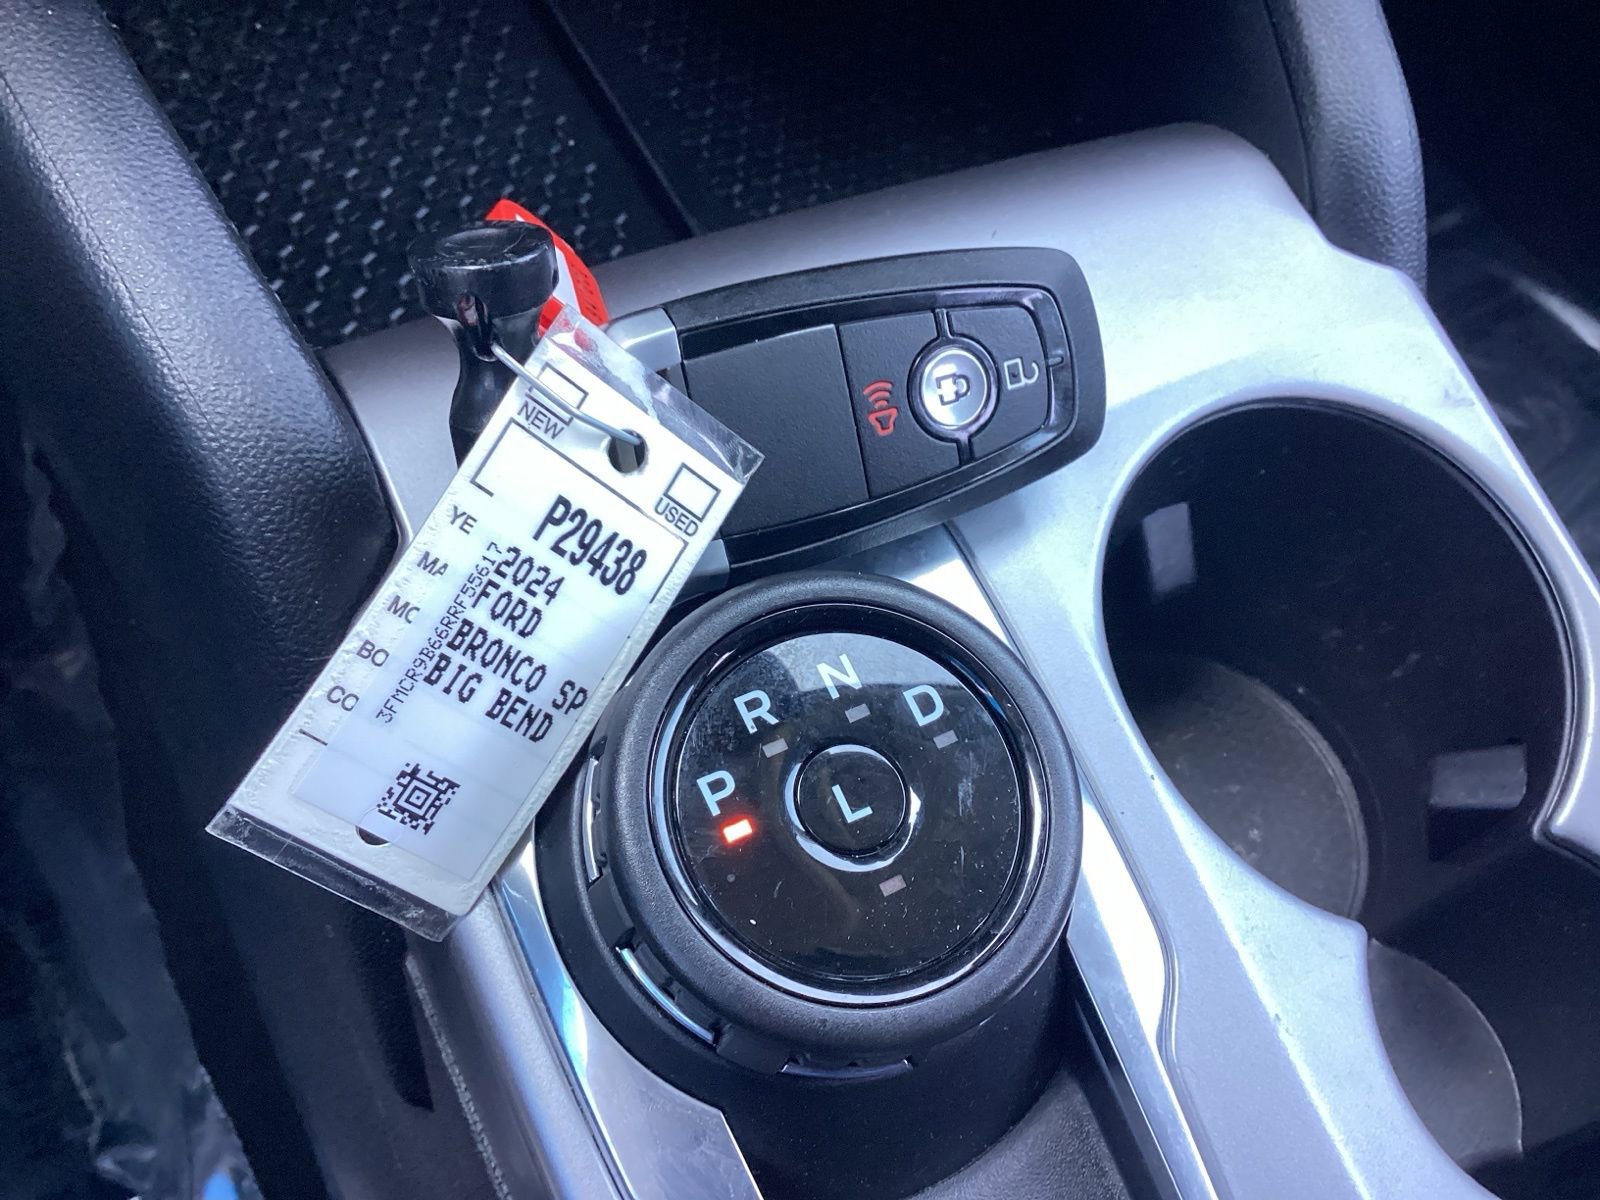 NEW
USED
P29438
YE 2024
MA FORD
MO BRONCO SP
BO BIG BEND
CO
3FMCR9B66RRF55617
R N D
P L